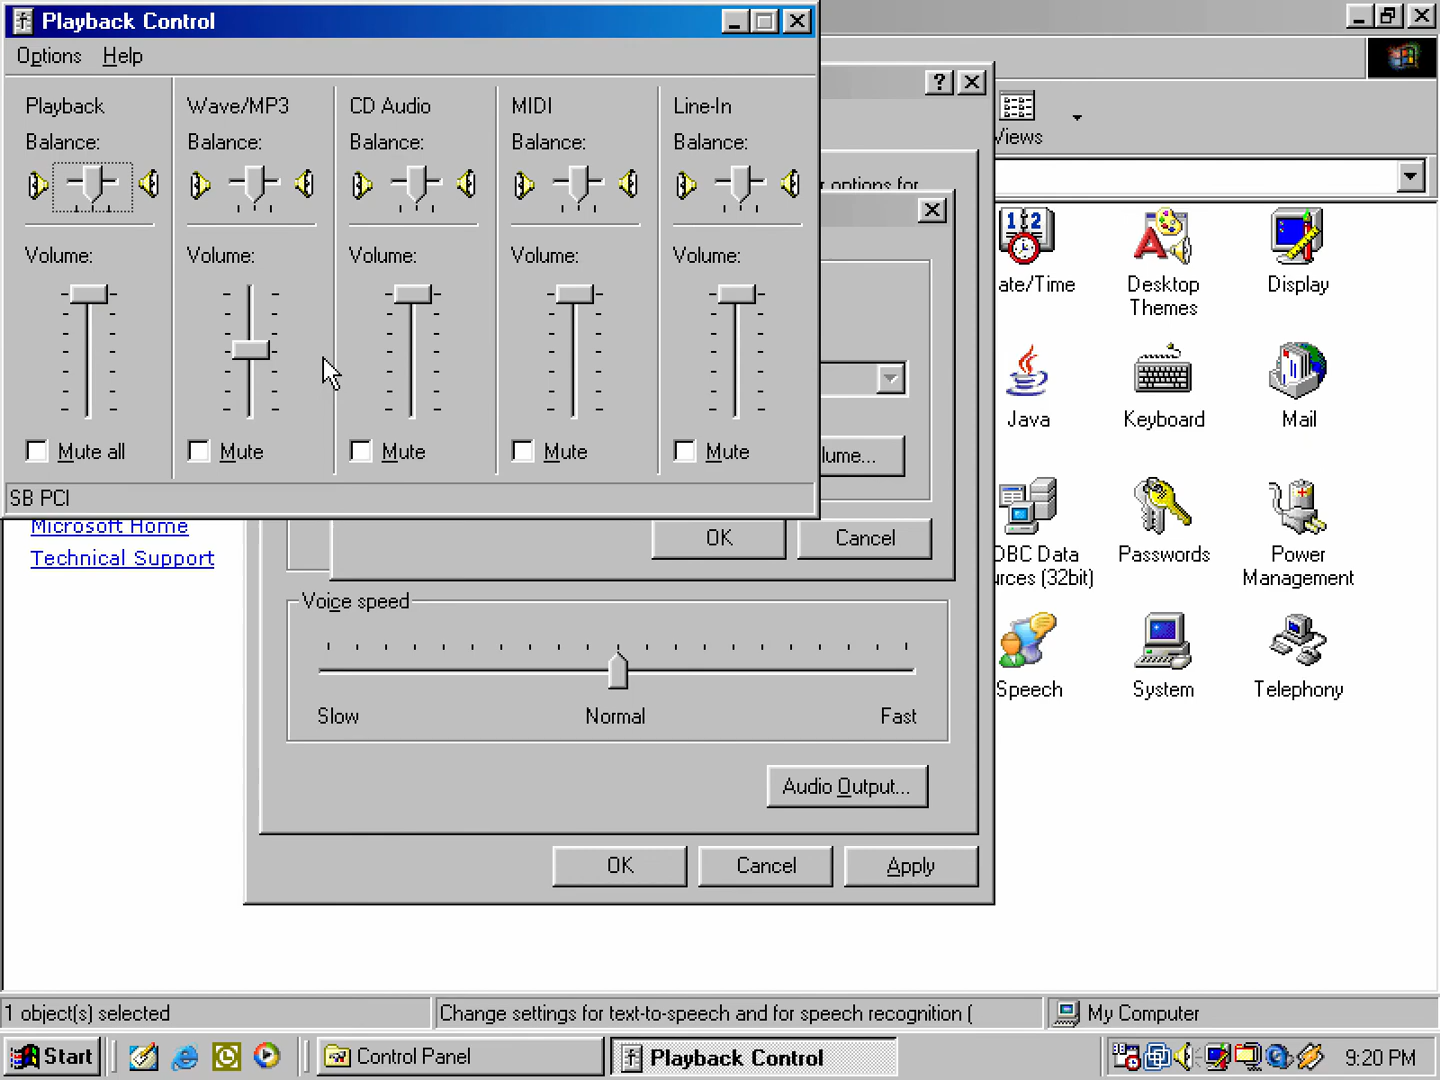 Playback Control
Options Help
Playback
Balance:
Volume:
Mute all
Wave/MP3
Balance:
Volume:
Mute
CD Audio
Balance:
Volume:
Mute
MIDI
Balance:
Volume:
Mute
Line-In
Balance:
Volume:
Mute
SB PCI
options for
lume...
OK Cancel
Voice speed
Slow Normal Fast
Audio Output...
OK Cancel Apply
Microsoft Home
Technical Support
Views
ate/Time
Desktop
Themes
Display
Java
Keyboard
Mail
DBC Data
urces (32bit)
Passwords
Power
Management
Speech
System
Telephony
1 object(s) selected
Change settings for text-to-speech and for speech recognition (
My Computer
Start
Control Panel
Playback Control
9:20 PM